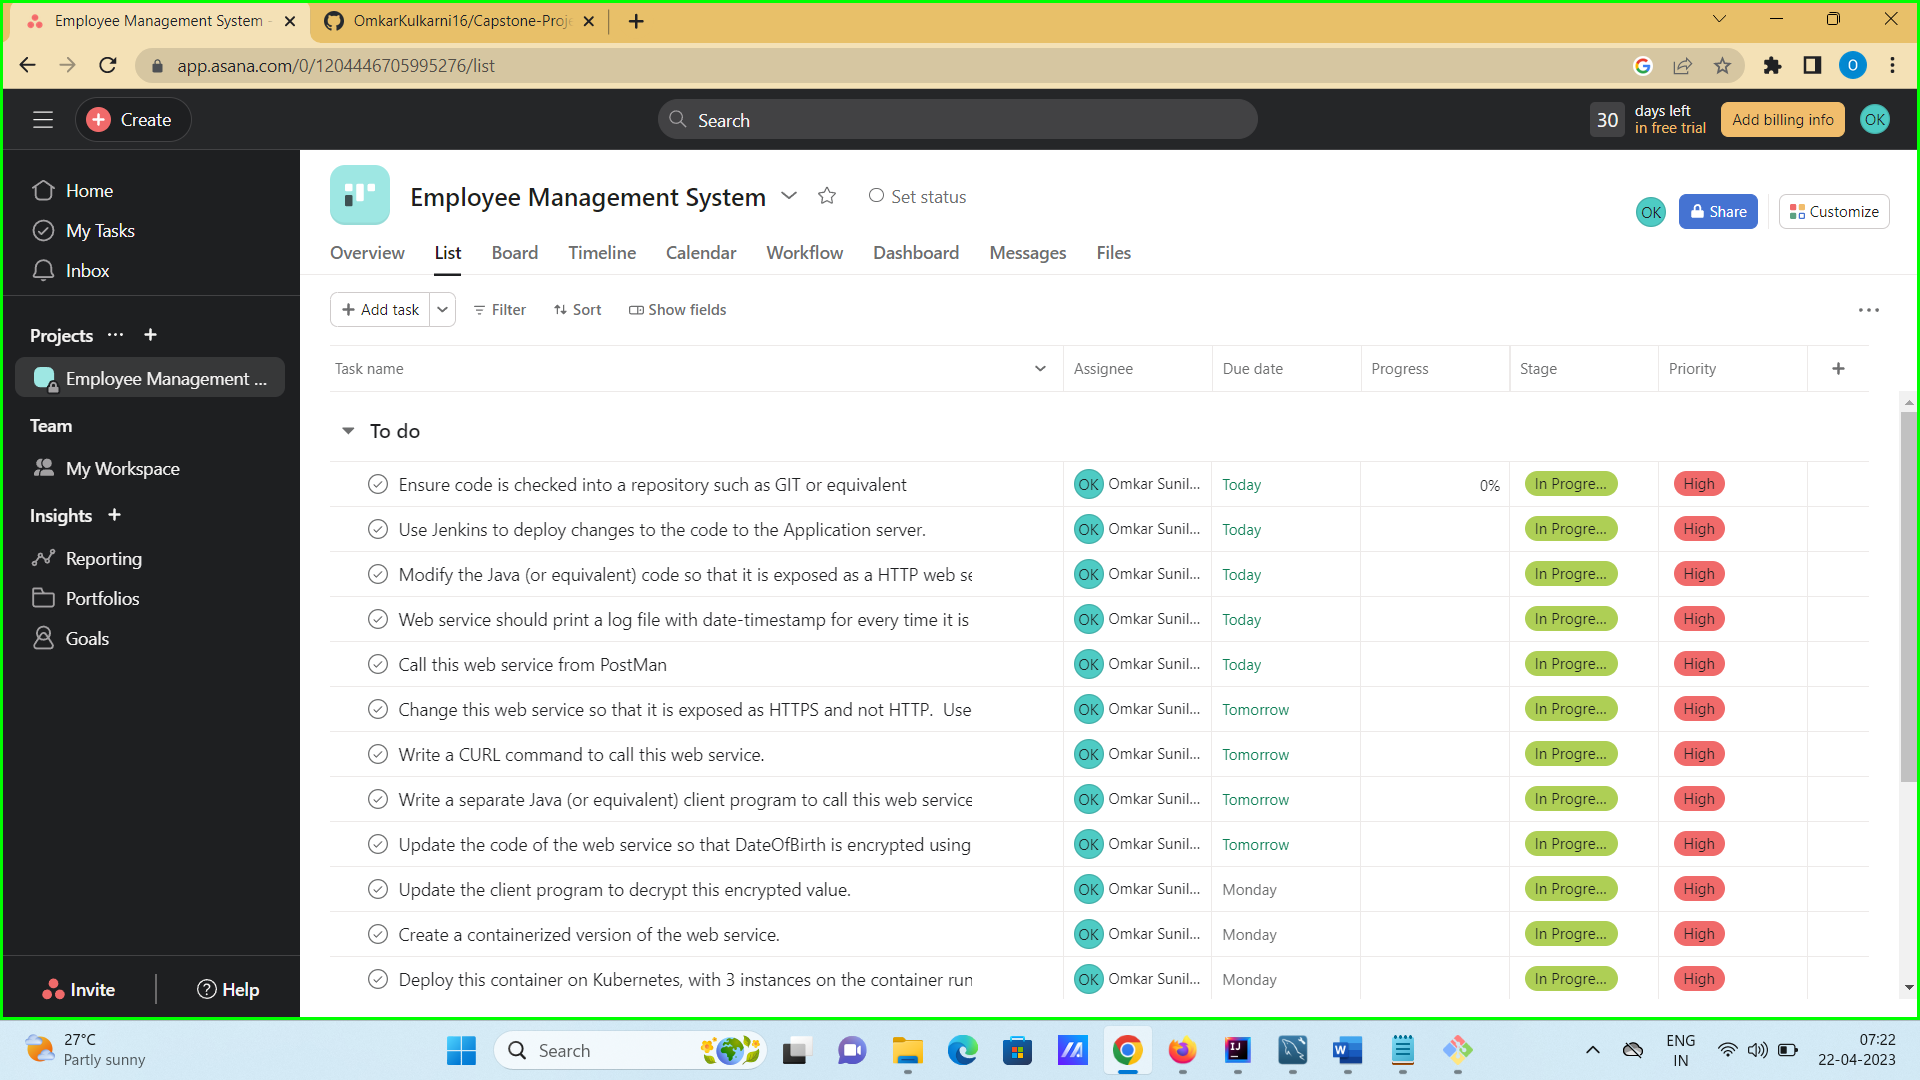 Employee Management System -
OmkarKulkarni16/Capstone-Proje
app.asana.com/0/1204446705995276/list
O
Create
Search
30
days left
in free trial
Add billing info
OK
Home
My Tasks
Inbox
Projects
Employee Management ...
Team
My Workspace
Insights
Reporting
Portfolios
Goals
Invite
Help
Employee Management System
Set status
OK
Share
Customize
Overview List Board Timeline Calendar Workflow Dashboard Messages Files
Add task
Filter
Sort
Show fields
Task name Assignee Due date Progress Stage Priority
To do
Ensure code is checked into a repository such as GIT or equivalent OK Omkar Sunil... Today 0% In Progre... High
Use Jenkins to deploy changes to the code to the Application server. OK Omkar Sunil... Today In Progre... High
Modify the Java (or equivalent) code so that it is exposed as a HTTP web se OK Omkar Sunil... Today In Progre... High
Web service should print a log file with date-timestamp for every time it is OK Omkar Sunil... Today In Progre... High
Call this web service from PostMan OK Omkar Sunil... Today In Progre... High
Change this web service so that it is exposed as HTTPS and not HTTP. Use OK Omkar Sunil... Tomorrow In Progre... High
Write a CURL command to call this web service. OK Omkar Sunil... Tomorrow In Progre... High
Write a separate Java (or equivalent) client program to call this web service OK Omkar Sunil... Tomorrow In Progre... High
Update the code of the web service so that DateOfBirth is encrypted using OK Omkar Sunil... Tomorrow In Progre... High
Update the client program to decrypt this encrypted value. OK Omkar Sunil... Monday In Progre... High
Create a containerized version of the web service. OK Omkar Sunil... Monday In Progre... High
Deploy this container on Kubernetes, with 3 instances on the container run OK Omkar Sunil... Monday In Progre... High
27°C
Partly sunny
Search
ENG
IN
07:22
22-04-2023